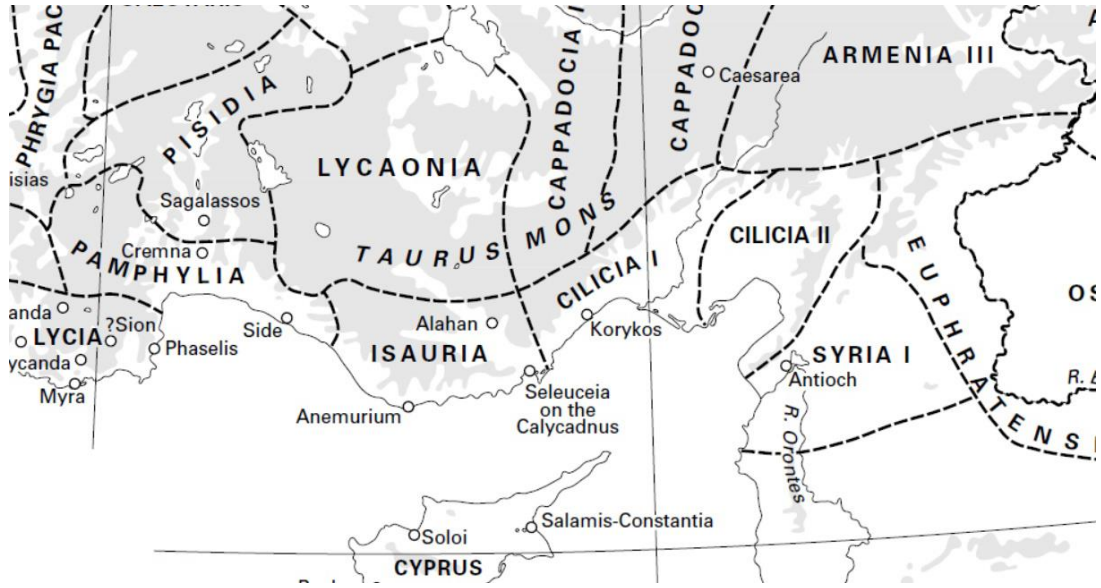 PHRYGIA PAC
CAPPADOCIA I
CAPPADO
ARMENIA III
Caesarea
PISIDIA
LYCAONIA
isias
Sagalassos
TAURUS MONS
CILICIA II
EUPHRATENS
Cremna
PAMPHYLIA
CILICIA I
OS
anda
LYCIA
?Sion
Side
Alahan
Korykos
ISAURIA
SYRIA I
Phaselis
ycanda
Myra
Antioch
R. E
Anemurium
Seleuceia
on the
Calycadnus
R. Orontes
Salamis-Constantia
Soloi
CYPRUS